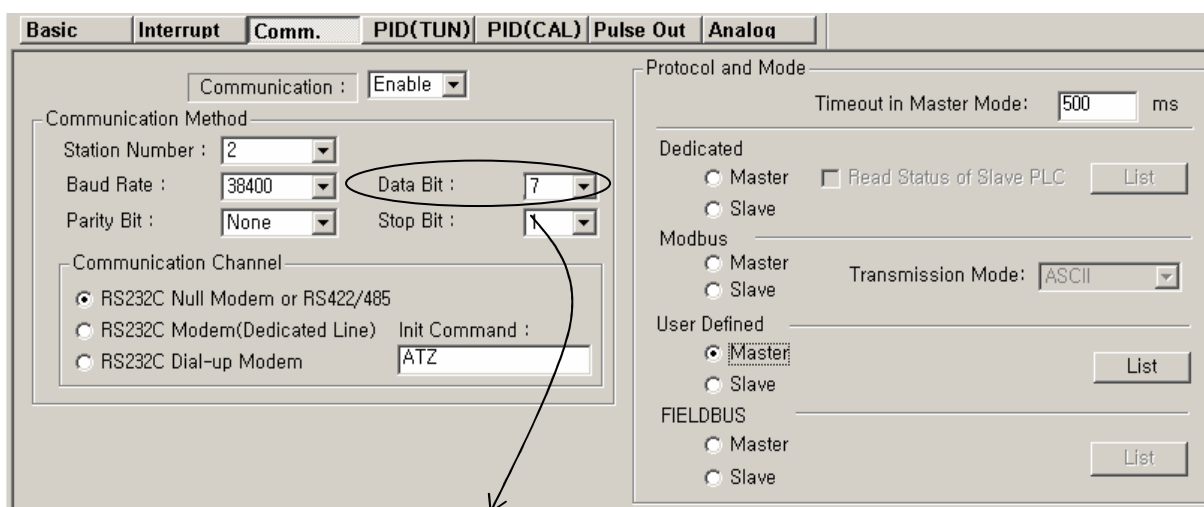 Basic Interrupt Comm. PID(TUN) PID(CAL) Pulse Out Analog
Communication : Enable
Communication Method
Station Number : 2
Baud Rate : 38400 Data Bit : 7
Parity Bit : None Stop Bit : 1
Communication Channel
RS232C Null Modem or RS422/485
RS232C Modem(Dedicated Line) Init Command :
RS232C Dial-up Modem ATZ
Protocol and Mode
Timeout in Master Mode: 500 ms
Dedicated
Master Read Status of Slave PLC List
Slave
Modbus
Master
Transmission Mode: ASCII
Slave
User Defined
Master
List
Slave
FIELDBUS
Master
List
Slave